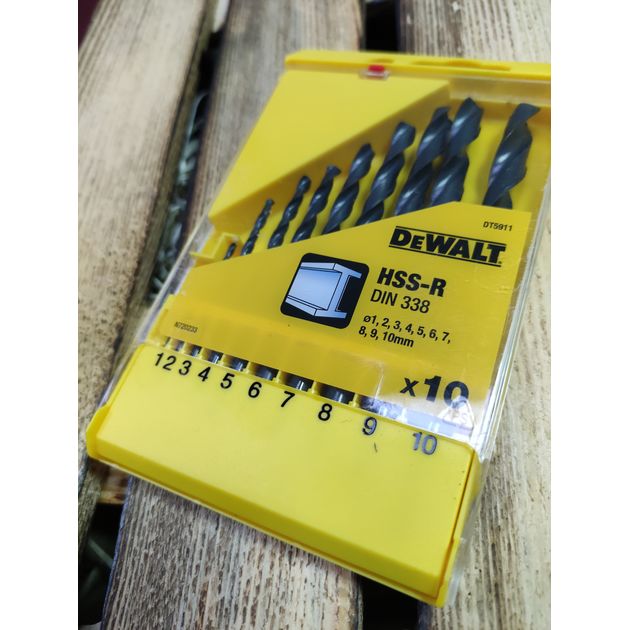 DT5911
DEWALT
HSS-R
DIN 338
ø1, 2, 3, 4, 5, 6, 7,
8, 9, 10mm
N720233
x10
1 2 3 4 5 6 7 8 9 10